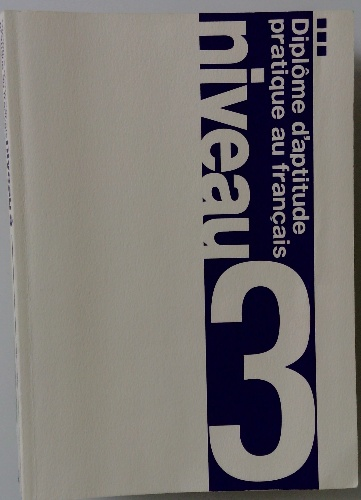 Diplôme d'aptitude
pratique au français
niveau 3